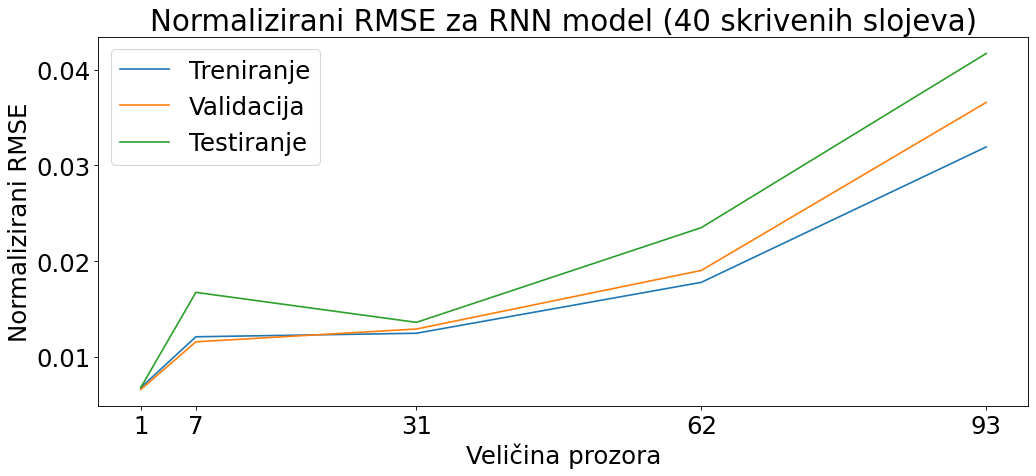 Normalizirani RMSE za RNN model (40 skrivenih slojeva)
Treniranje
Validacija
Testiranje
Normalizirani RMSE
0.04
0.03
0.02
0.01
1 7 31 62 93
Veličina prozora